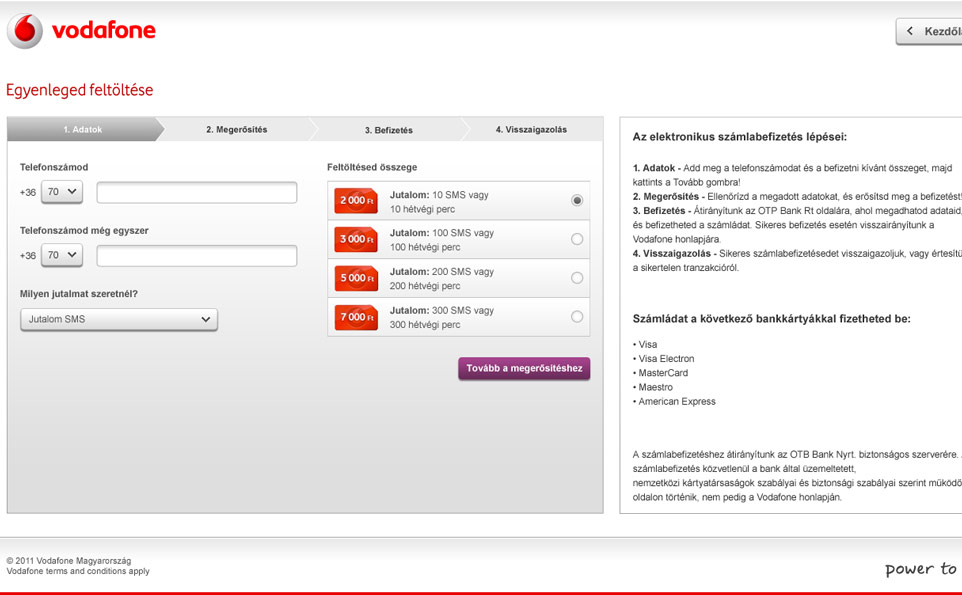 vodafone
Kezdől
Egyenleged feltöltése
1. Adatok
2. Megerősítés
3. Befizetés
4. Visszaigazolás
Telefonszámod
+36 70
Telefonszámod még egyszer
+36 70
Milyen jutalmat szeretnél?
Jutalom SMS
Feltöltésed összege
2 000 Ft
Jutalom: 10 SMS vagy
10 hétvégi perc
3 000 Ft
Jutalom: 100 SMS vagy
100 hétvégi perc
5 000 Ft
Jutalom: 200 SMS vagy
200 hétvégi perc
7 000 Ft
Jutalom: 300 SMS vagy
300 hétvégi perc
Tovább a megerősítéshez
Az elektronikus számlabefizetés lépései:
1. Adatok - Add meg a telefonszámodat és a befizetni kívánt összeget, majd
kattints a Tovább gombra!
2. Megerősítés - Ellenőrízd a megadott adatokat, és erősítsd meg a befizetést!
3. Befizetés - Átirányítunk az OTP Bank Rt oldalára, ahol megadhatod adataid,
és befizetheted a számládat. Sikeres befizetés esetén visszairányítunk a
Vodafone honlapjára.
4. Visszaigazolás - Sikeres számlabefizetésedet visszaigazoljuk, vagy értesítü
a sikertelen tranzakcióról.
Számládat a következő bankkártyákkal fizetheted be:
• Visa
• Visa Electron
• MasterCard
• Maestro
• American Express
A számlabefizetéshez átirányítunk az OTB Bank Nyrt. biztonságos szerverére.
számlabefizetés közvetlenül a bank által üzemeltetett,
nemzetközi kártyatársaságok szabályai és biztonsági szabályai szerint működő
oldalon történik, nem pedig a Vodafone honlapján.
© 2011 Vodafone Magyarország
Vodafone terms and conditions apply
power to